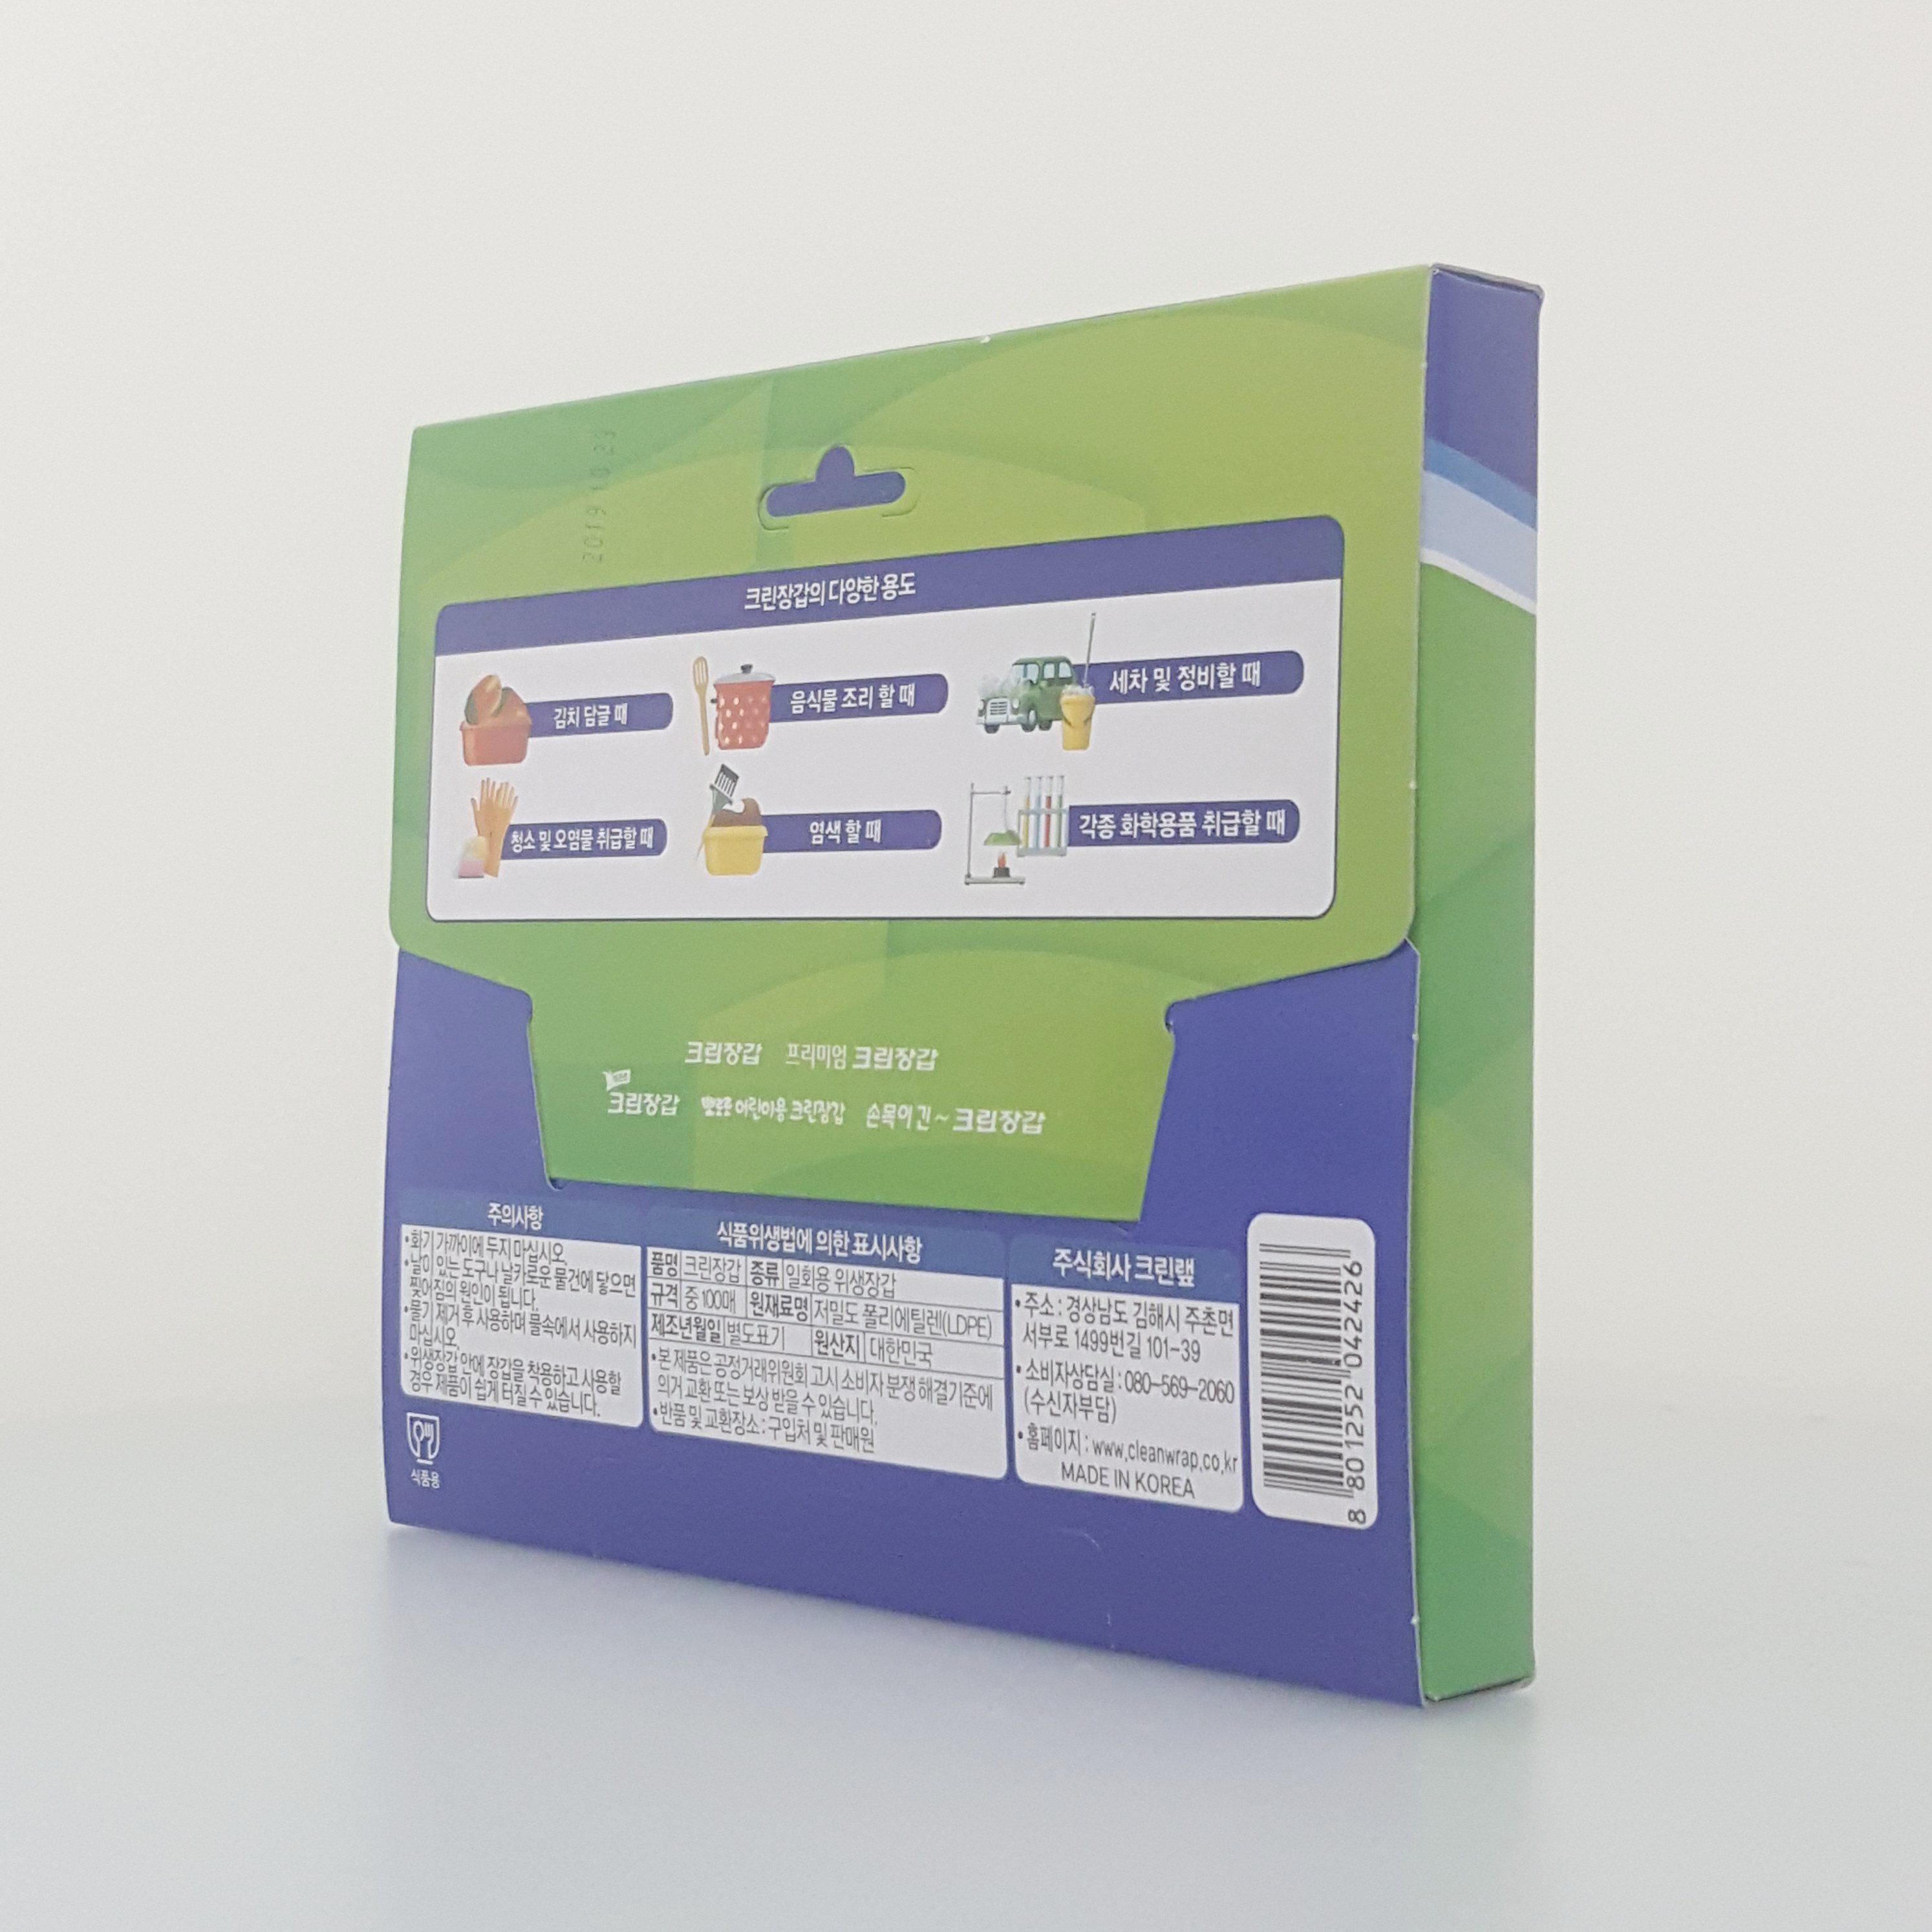 2019 10 23
크린장갑의 다양한 용도
김치 담글 때
음식물 조리 할 때
세차 및 정비할 때
청소 및 오염물 취급할 때
염색 할 때
각종 화학용품 취급할 때
크린장갑 프리미엄 크린장갑
크린장갑 뽀로로 어린이용 크린장갑 손목이 긴~크린장갑
주의사항
•화기 가까이에 두지 마십시오.
•날이 있는 도구나 날카로운 물건에 닿으면
찢어짐의 원인이 됩니다.
•물기 제거 후 사용하며 물속에서 사용하지
마십시오.
•위생장갑 안에 장갑을 착용하고 사용할
경우 제품이 쉽게 터질 수 있습니다.
식품용
식품위생법에 의한 표시사항
품명 크린장갑 종류 일회용 위생장갑
규격 중 100매 원재료명 저밀도 폴리에틸렌(LDPE)
제조년월일 별도표기 원산지 대한민국
•본 제품은 공정거래위원회 고시 소비자 분쟁 해결기준에
의거 교환 또는 보상 받을 수 있습니다.
•반품 및 교환장소 : 구입처 및 판매원
주식회사 크린랲
•주소 : 경상남도 김해시 주촌면
서부로 1499번길 101-39
•소비자상담실 : 080-569-2060
(수신자부담)
•홈페이지 : www.cleanwrap.co.kr
MADE IN KOREA
8 801252 042426